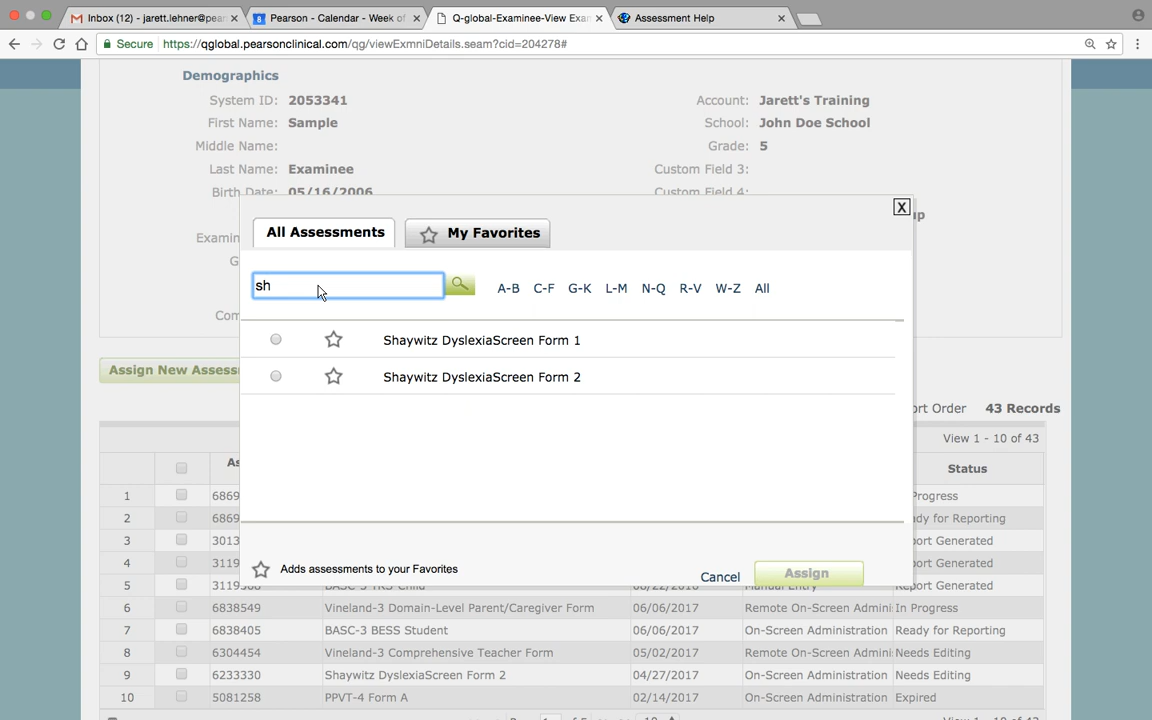 Inbox (12) - jarett.lehner@pear
Pearson - Calendar - Week of
Q-global-Examinee-View Exam
Assessment Help
Secure https://qglobal.pearsonclinical.com/qg/viewExmniDetails.seam?cid=204278#
Demographics
System ID: 2053341 Account: Jarett's Training
First Name: Sample School: John Doe School
Middle Name: Grade: 5
Last Name: Examinee Custom Field 3:
Birth Date: 05/16/2006 Custom Field 4:
X
up
All Assessments My Favorites
Examin
G
sh A-B C-F G-K L-M N-Q R-V W-Z All
Com
Shaywitz DyslexiaScreen Form 1
Assign New Assess
Shaywitz DyslexiaScreen Form 2
ort Order 43 Records
View 1 - 10 of 43
As Status
1 6869 Progress
2 6869 ady for Reporting
3 3013 port Generated
4 3119 port Generated
Adds assessments to your Favorites
Cancel Assign
5 BASC-3 TRS Child 08/22/2016 Manual Entry port Generated
6 6838549 Vineland-3 Domain-Level Parent/Caregiver Form 06/06/2017 Remote On-Screen Admini In Progress
7 6838405 BASC-3 BESS Student 06/06/2017 On-Screen Administration Ready for Reporting
8 6304454 Vineland-3 Comprehensive Teacher Form 05/02/2017 Remote On-Screen Admini Needs Editing
9 6233330 Shaywitz DyslexiaScreen Form 2 04/27/2017 On-Screen Administration Needs Editing
10 5081258 PPVT-4 Form A 02/14/2017 On-Screen Administration Expired